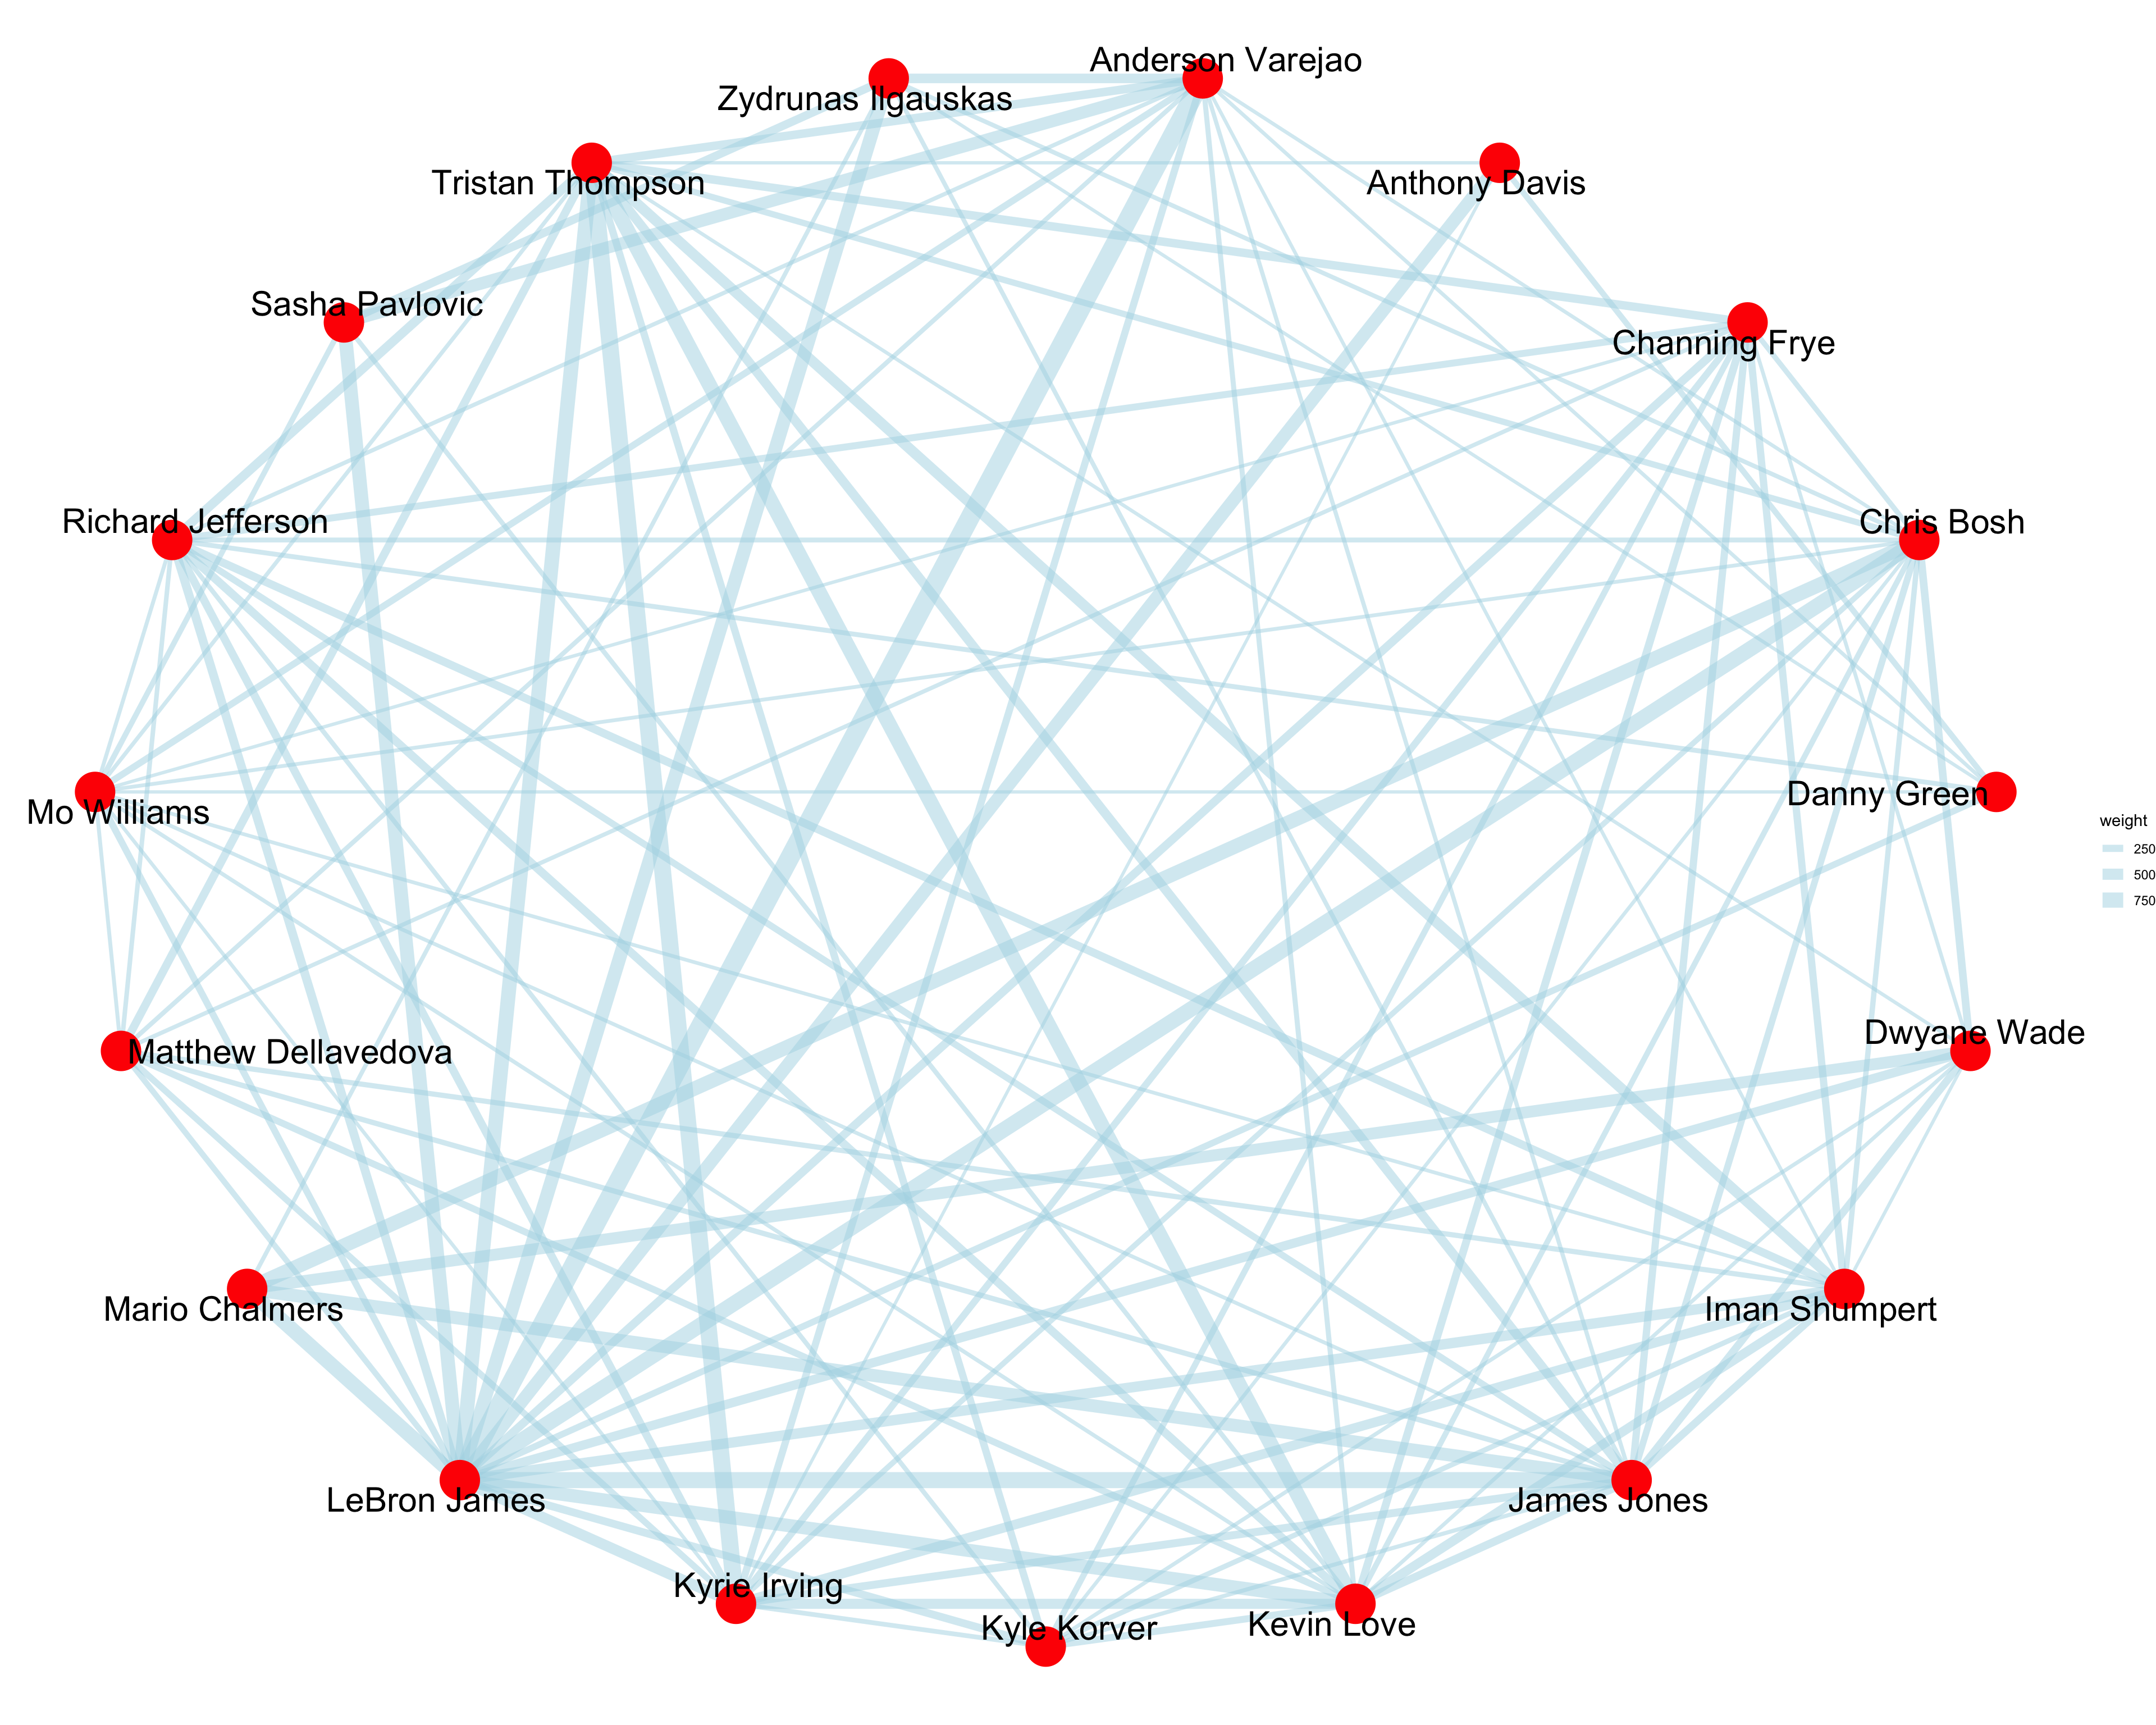 Anderson Varejao
Zydrunas Ilgauskas
Tristan Thompson
Anthony Davis
Sasha Pavlovic
Channing Frye
Richard Jefferson
Chris Bosh
Mo Williams
Danny Green
weight
250
500
750
Dwyane Wade
Matthew Dellavedova
Mario Chalmers
Iman Shumpert
LeBron James
James Jones
Kyrie Irving
Kyle Korver
Kevin Love